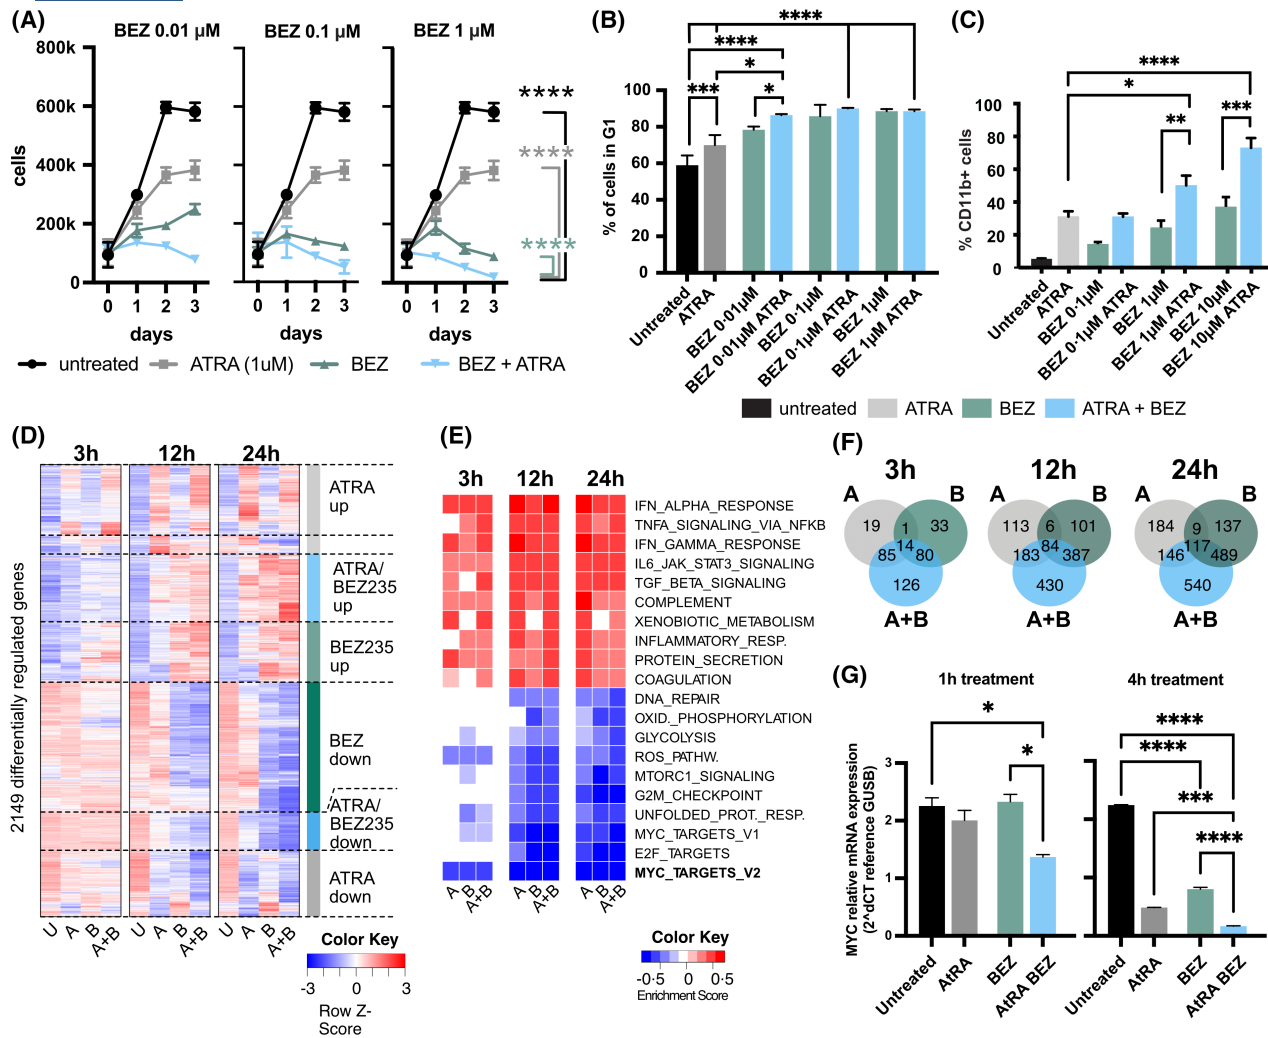 (A)
BEZ 0.01 µM
BEZ 0.1 µM
BEZ 1 µM
800k
600k
400k
200k
0
cells
****
****
****
0 1 2 3
0 1 2 3
0 1 2 3
days
days
days
untreated
ATRA (1uM)
BEZ
BEZ + ATRA
(B)
****
****
*
***
*
100
80
60
40
20
0
% of cells in G1
Untreated
ATRA
BEZ 0·01µM
BEZ 0·01µM ATRA
BEZ 0·1µM
BEZ 0·1µM ATRA
BEZ 1µM
BEZ 1µM ATRA
(C)
****
*
**
***
100
80
60
40
20
0
% CD11b+ cells
Untreated
ATRA
BEZ 0·1µM
BEZ 0·1µM ATRA
BEZ 1µM
BEZ 1µM ATRA
BEZ 10µM
BEZ 10µM ATRA
untreated
ATRA
BEZ
ATRA + BEZ
(D)
3h
12h
24h
2149 differentially regulated genes
ATRA
up
ATRA/
BEZ235
up
BEZ235
up
BEZ
down
ATRA/
BEZ235
down
ATRA
down
U A B A+B
U A B A+B
U A B A+B
Color Key
-3 0 3
Row Z-
Score
(E)
3h
12h
24h
IFN_ALPHA_RESPONSE
TNFA_SIGNALING_VIA_NFKB
IFN_GAMMA_RESPONSE
IL6_JAK_STAT3_SIGNALING
TGF_BETA_SIGNALING
COMPLEMENT
XENOBIOTIC_METABOLISM
INFLAMMATORY_RESP.
PROTEIN_SECRETION
COAGULATION
DNA_REPAIR
OXID._PHOSPHORYLATION
GLYCOLYSIS
ROS_PATHW.
MTORC1_SIGNALING
G2M_CHECKPOINT
UNFOLDED_PROT._RESP.
MYC_TARGETS_V1
E2F_TARGETS
MYC_TARGETS_V2
A B A+B
A B A+B
A B A+B
Color Key
-0·5 0 0·5
Enrichment Score
(F)
3h
12h
24h
A B
19 1 33
14
85 80
126
A+B
A B
113 6 101
84
183 387
430
A+B
A B
184 9 137
117
146 489
540
A+B
(G)
1h treatment
4h treatment
*
*
****
****
***
****
3
2
1
0
MYC relative mRNA expression
(2^dCT reference GUSB)
Untreated
AtRA
BEZ
AtRA BEZ
Untreated
AtRA
BEZ
AtRA BEZ